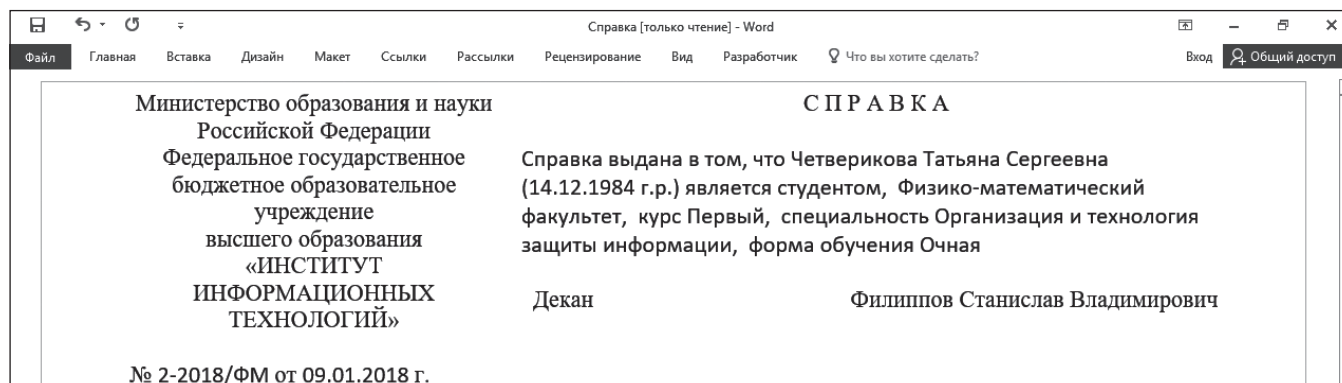 Справка [только чтение] - Word
Файл Главная Вставка Дизайн Макет Ссылки Рассылки Рецензирование Вид Разработчик Что вы хотите сделать? Вход Общий доступ
Министерство образования и науки
Российской Федерации
Федеральное государственное
бюджетное образовательное
учреждение
высшего образования
«ИНСТИТУТ
ИНФОРМАЦИОННЫХ
ТЕХНОЛОГИЙ»
№ 2-2018/ФМ от 09.01.2018 г.
С П Р А В К А
Справка выдана в том, что Четверикова Татьяна Сергеевна
(14.12.1984 г.р.) является студентом, Физико-математический
факультет, курс Первый, специальность Организация и технология
защиты информации, форма обучения Очная
Декан Филиппов Станислав Владимирович